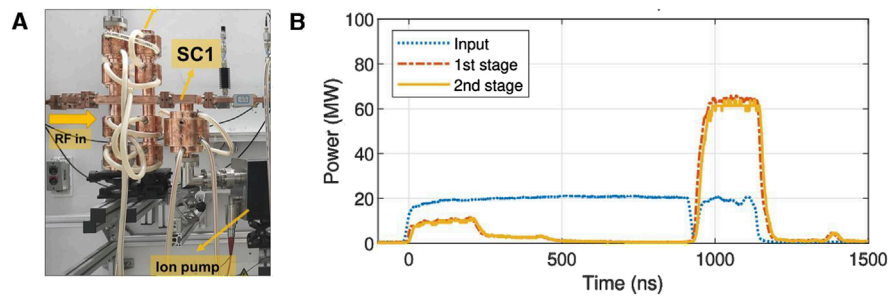 A
SC1
RF in
Ion pump
B
Input
1st stage
2nd stage
Power (MW)
100
80
60
40
20
0
0
500
1000
1500
Time (ns)